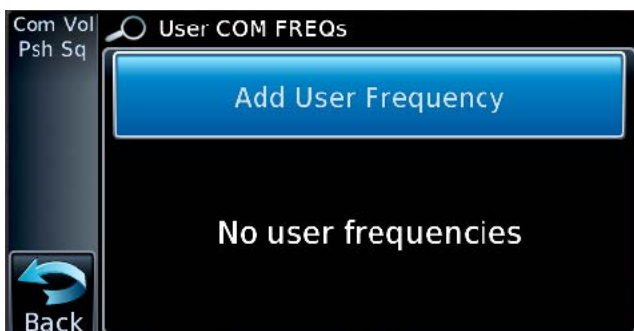 Com Vol
Psh Sq
User COM FREQs
Add User Frequency
No user frequencies
Back